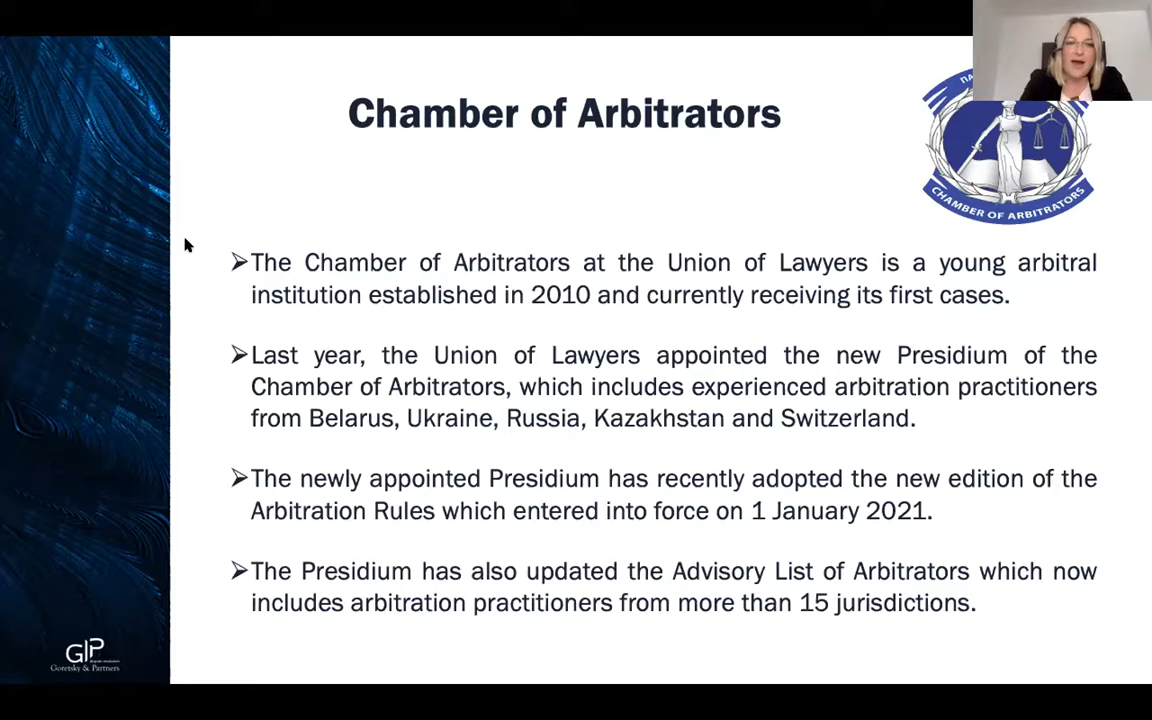 Chamber of Arbitrators
CHAMBER OF ARBITRATORS
➢The Chamber of Arbitrators at the Union of Lawyers is a young arbitral
institution established in 2010 and currently receiving its first cases.
➢Last year, the Union of Lawyers appointed the new Presidium of the
Chamber of Arbitrators, which includes experienced arbitration practitioners
from Belarus, Ukraine, Russia, Kazakhstan and Switzerland.
➢The newly appointed Presidium has recently adopted the new edition of the
Arbitration Rules which entered into force on 1 January 2021.
➢The Presidium has also updated the Advisory List of Arbitrators which now
includes arbitration practitioners from more than 15 jurisdictions.
GP
Goretsky & Partners